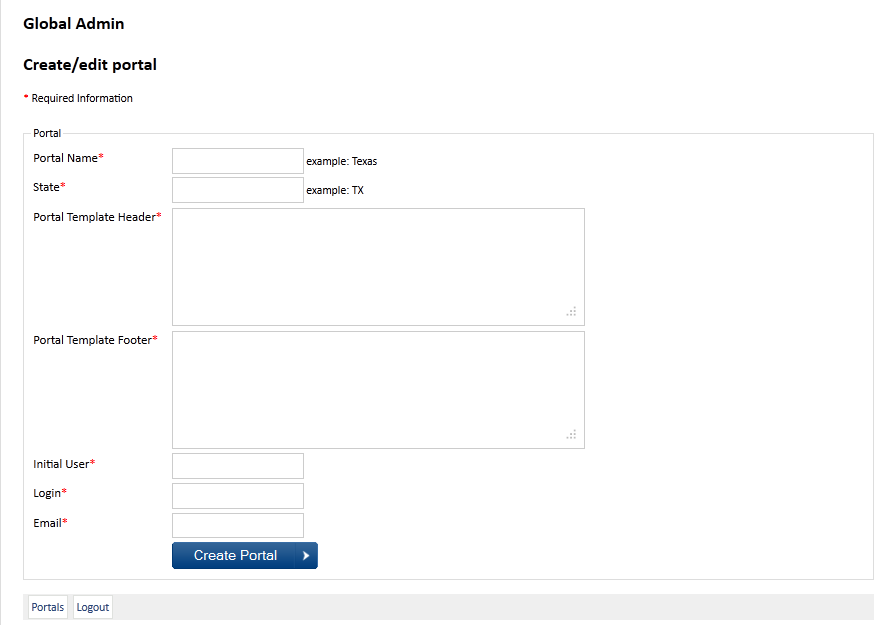 Global Admin
Create/edit portal
* Required Information
Portal
Portal Name* example: Texas
State* example: TX
Portal Template Header*
Portal Template Footer*
Initial User*
Login*
Email*
Create Portal
Portals Logout